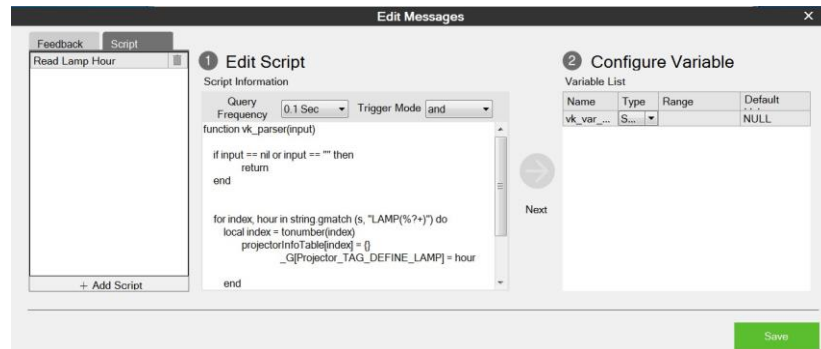 Edit Messages
Feedback Script
Read Lamp Hour
+ Add Script
1 Edit Script
Script Information
Query Frequency 0.1 Sec Trigger Mode and
function vk_parser(input)
if input == nil or input == "" then
return
end
for index, hour in string.gmatch (s, "LAMP(%?+)") do
local index = tonumber(index)
projectorInfoTable[index] = {}
_G[Projector_TAG_DEFINE_LAMP] = hour
end
Next
2 Configure Variable
Variable List
Name Type Range Default
vk_var_... S... NULL
Save